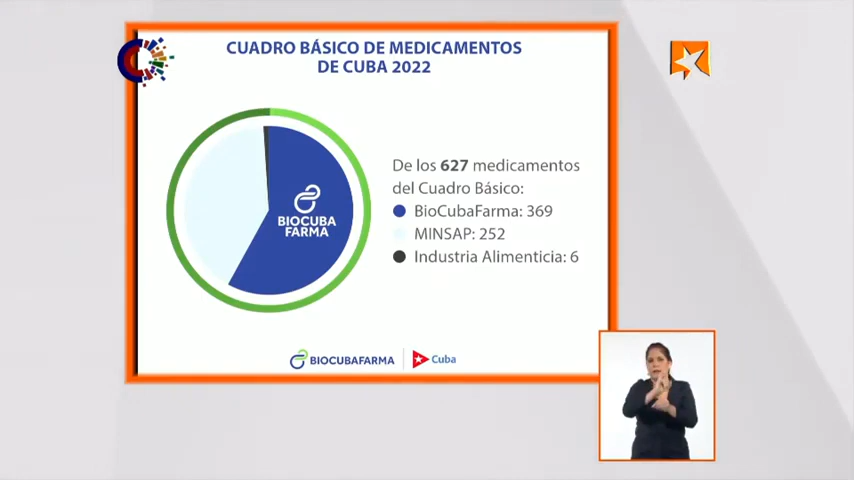 CUADRO BÁSICO DE MEDICAMENTOS
DE CUBA 2022
BIOCUBA
FARMA
De los 627 medicamentos
del Cuadro Básico:
BioCubaFarma: 369
MINSAP: 252
Industria Alimenticia: 6
BIOCUBAFARMA
Cuba